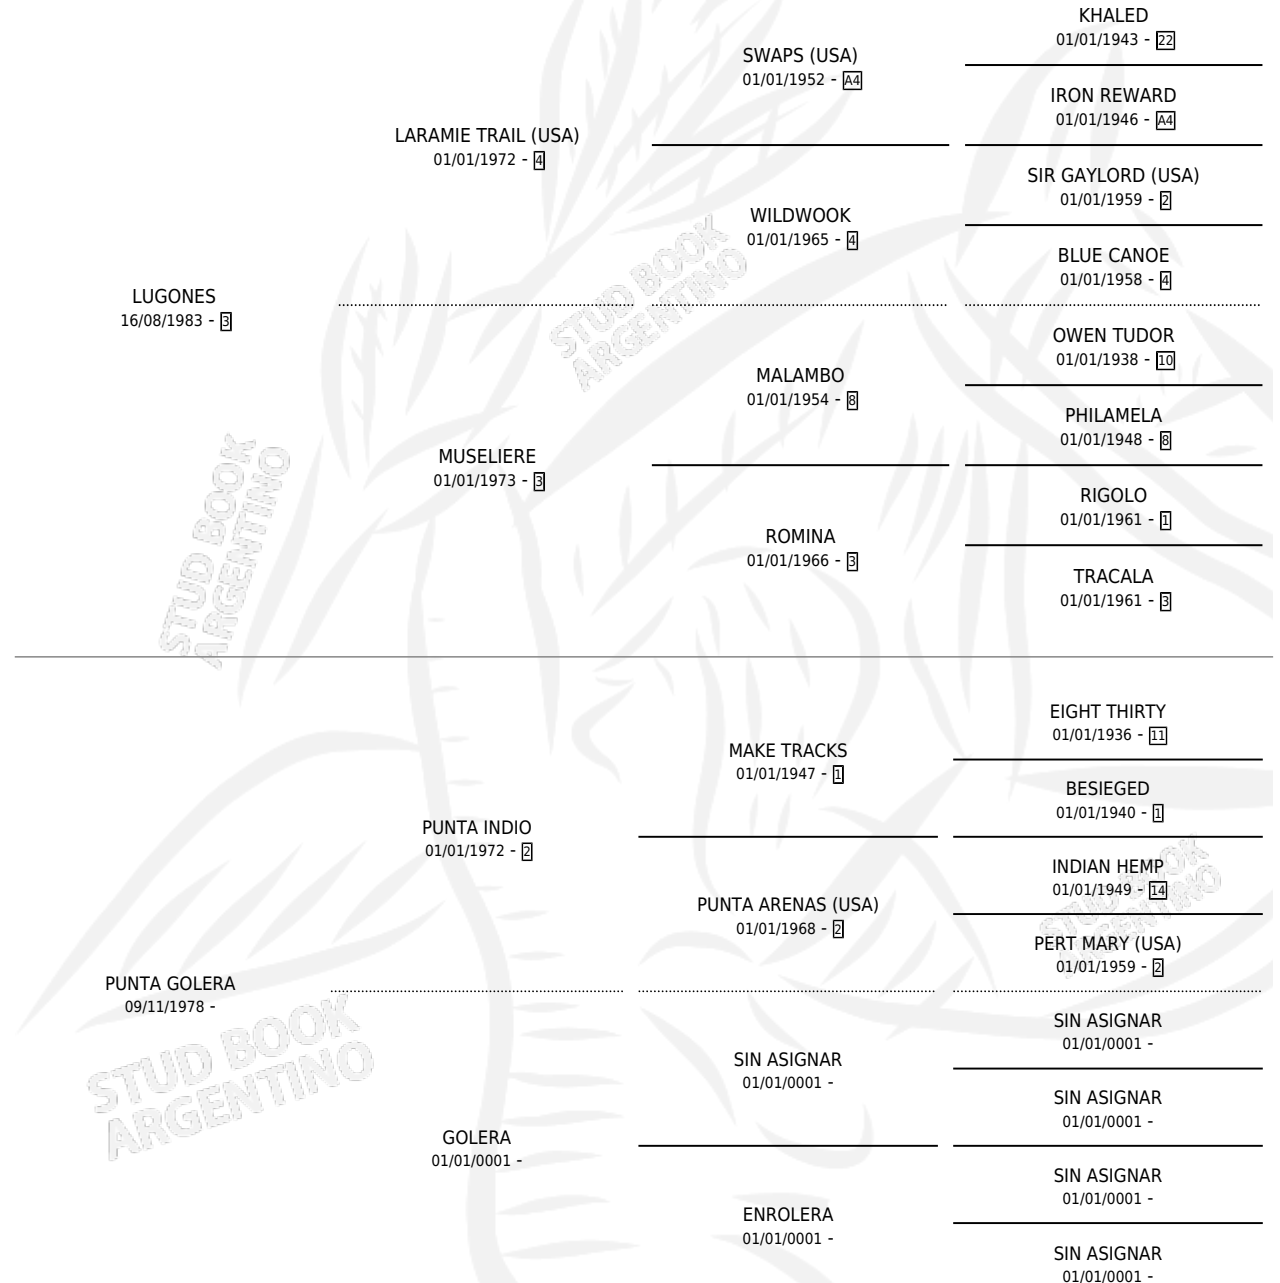 KHALED
01/01/1943 - 22
SWAPS (USA)
01/01/1952 - A4
IRON REWARD
01/01/1946 - A4
LARAMIE TRAIL (USA)
01/01/1972 - 4
SIR GAYLORD (USA)
01/01/1959 - 2
WILDWOOK
01/01/1965 - 4
BLUE CANOE
01/01/1958 - 4
LUGONES
16/08/1983 - 3
OWEN TUDOR
01/01/1938 - 10
MALAMBO
01/01/1954 - 8
PHILAMELA
01/01/1948 - 8
MUSELIERE
01/01/1973 - 3
RIGOLO
01/01/1961 - 1
ROMINA
01/01/1966 - 3
TRACALA
01/01/1961 - 3
EIGHT THIRTY
01/01/1936 - 11
MAKE TRACKS
01/01/1947 - 1
BESIEGED
01/01/1940 - 1
PUNTA INDIO
01/01/1972 - 2
INDIAN HEMP
01/01/1949 - 14
PUNTA ARENAS (USA)
01/01/1968 - 2
PERT MARY (USA)
01/01/1959 - 2
PUNTA GOLERA
09/11/1978 -
SIN ASIGNAR
01/01/0001 -
SIN ASIGNAR
01/01/0001 -
SIN ASIGNAR
01/01/0001 -
GOLERA
01/01/0001 -
SIN ASIGNAR
01/01/0001 -
ENROLERA
01/01/0001 -
SIN ASIGNAR
01/01/0001 -
STUD BOOK
ARGENTINO
STUD BOOK
ARGENTINO
STUD BOOK
ARGENTINO
STUD BOOK
ARGENTINO